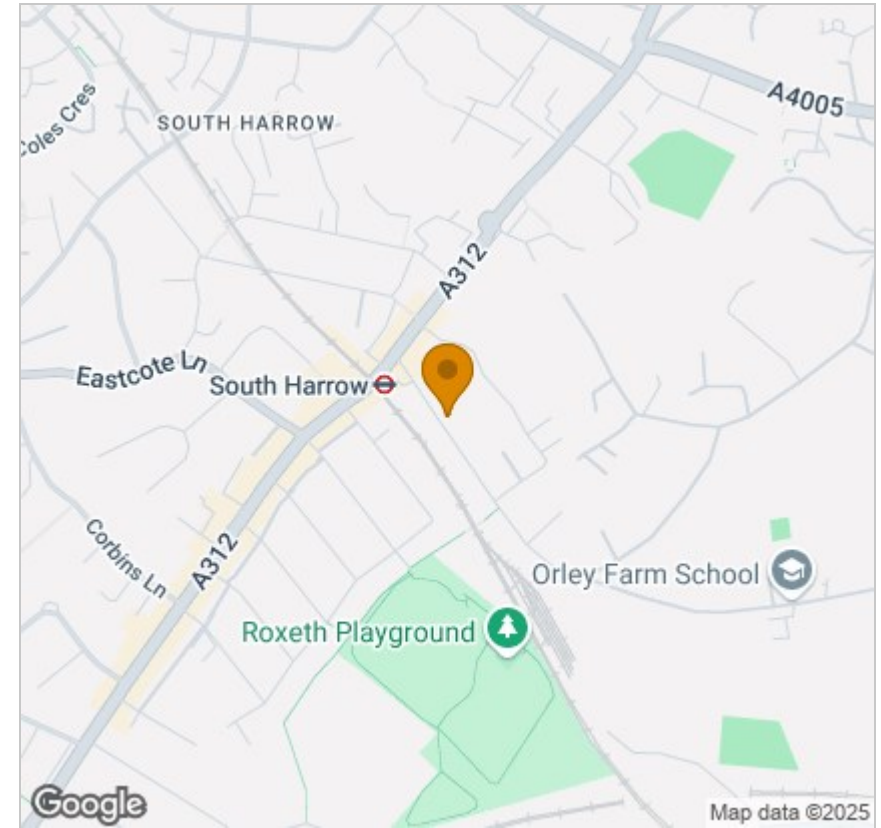 Coles Cres
SOUTH HARROW
A4005
A312
Eastcote Ln
South Harrow
Corbins Ln
A312
Orley Farm School
Roxeth Playground
Google
Map data ©2025